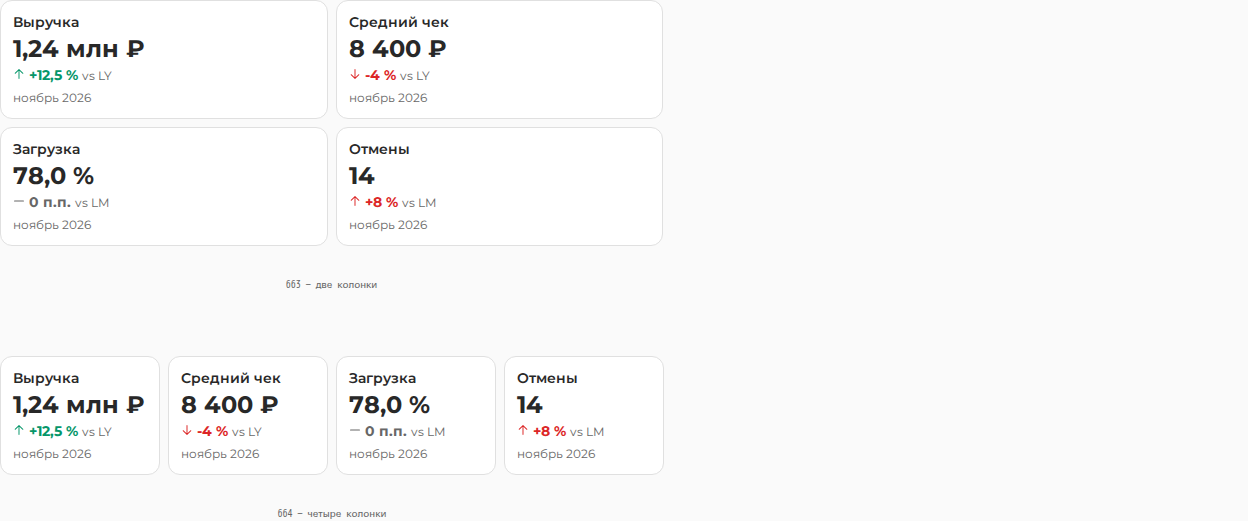 Выручка
1,24 млн ₽
↑ +12,5 % vs LY
ноябрь 2026
Средний чек
8 400 ₽
↓ -4 % vs LY
ноябрь 2026
Загрузка
78,0 %
— 0 п.п. vs LM
ноябрь 2026
Отмены
14
↑ +8 % vs LM
ноябрь 2026
663 — две колонки
Выручка
1,24 млн ₽
↑ +12,5 % vs LY
ноябрь 2026
Средний чек
8 400 ₽
↓ -4 % vs LY
ноябрь 2026
Загрузка
78,0 %
— 0 п.п. vs LM
ноябрь 2026
Отмены
14
↑ +8 % vs LM
ноябрь 2026
664 — четыре колонки